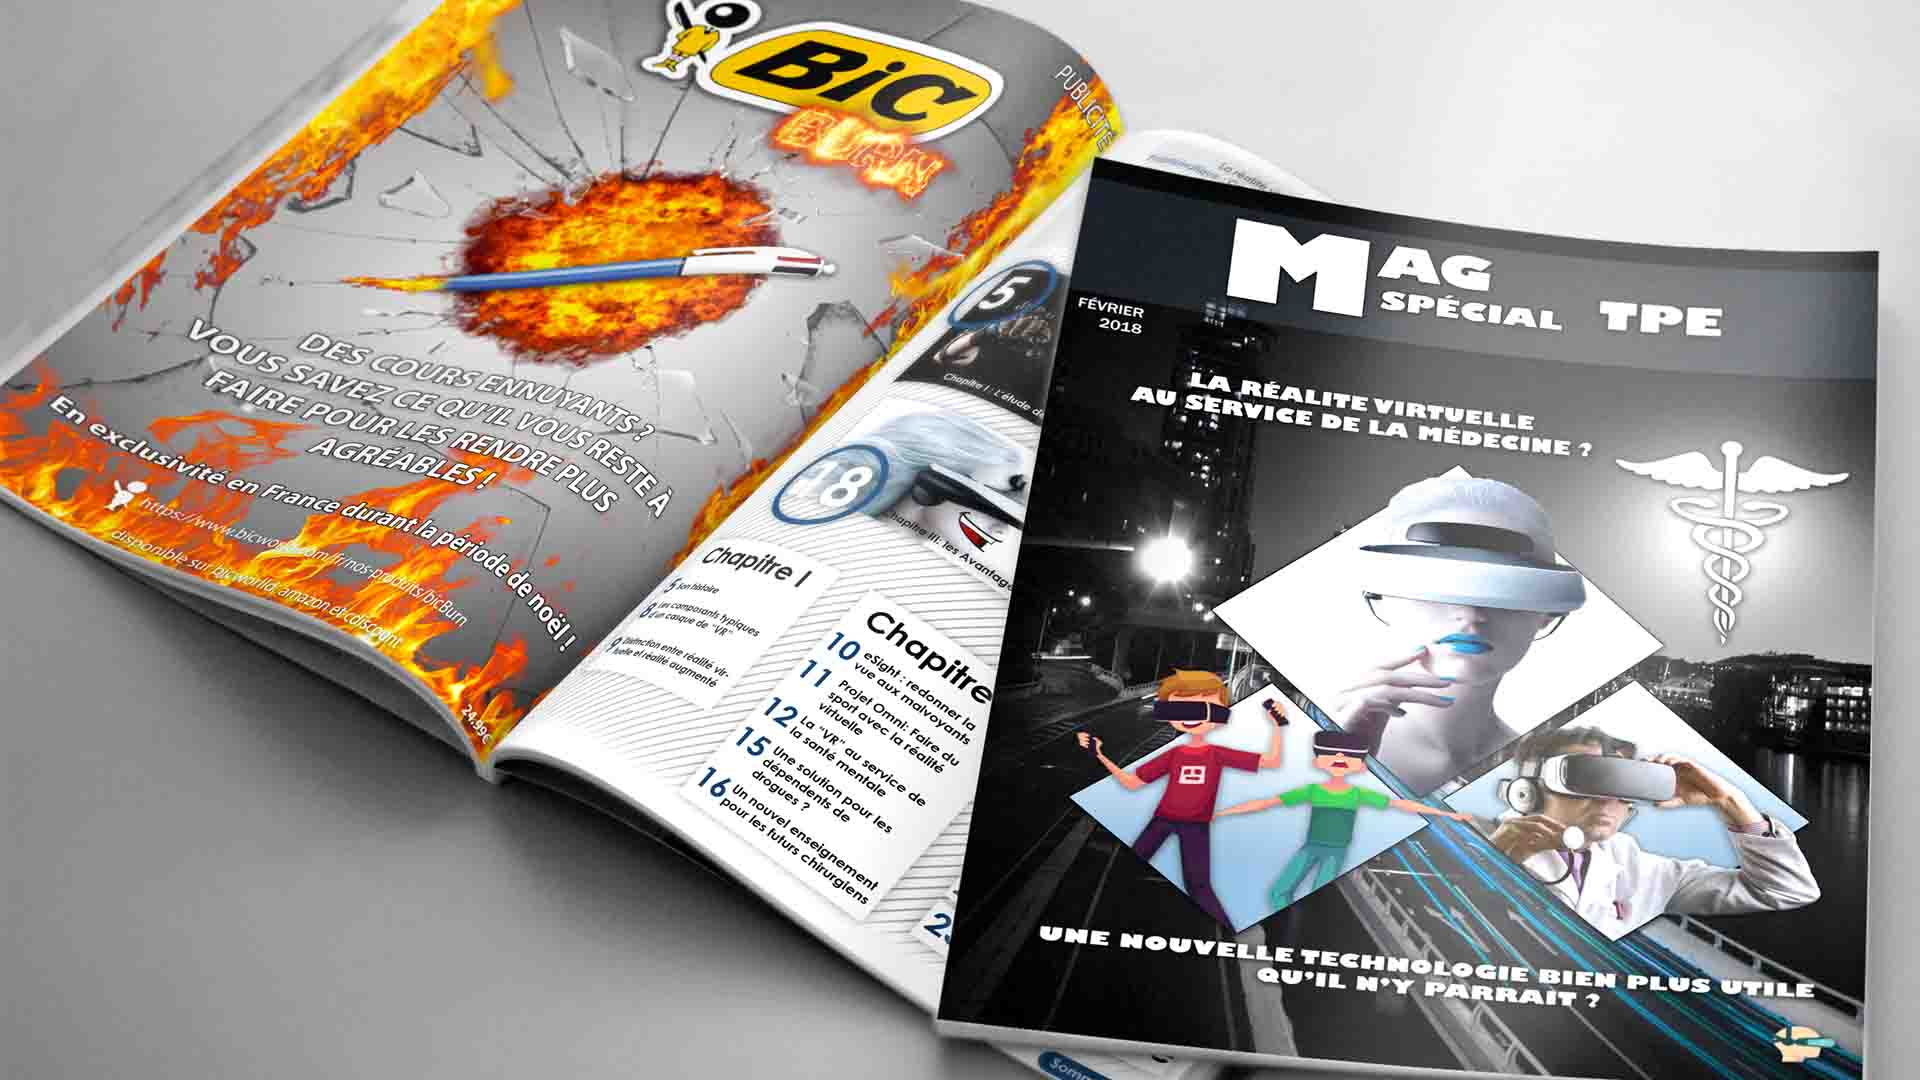 BiC
BURN
PUBLICITÉ
DES COURS ENNUYANTS ?
VOUS SAVEZ CE QU'IL VOUS RESTE À
FAIRE POUR LES RENDRE PLUS
AGRÉABLES !
En exclusivité en France durant la période de noël !
https://www.bicworld.com/fr/nos-produits/bicBurn
disponible sur bicworld, amazon et cdiscount
24.99€
La réalité
5
Chapitre I : L'étude de
18
Chapitre III: les Avantage
Chapitre I
5 Son histoire
8 Les composants typiques
d'un casque de "VR"
9 Distinction entre réalité vir-
tuelle et réalité augmenté
Chapitre
10 eSight : redonner la
vue aux malvoyants
11 Projet Omni: Faire du
sport avec la réalité
virtuelle
12 La "VR" au service de
la santé mentale
15 Une solution pour les
dépendents de
drogues ?
16 Un nouvel enseignement
pour les futurs chirurgiens
Somm
MAG
SPÉCIAL TPE
FÉVRIER
2018
LA RÉALITE VIRTUELLE
AU SERVICE DE LA MÉDECINE ?
UNE NOUVELLE TECHNOLOGIE BIEN PLUS UTILE
QU'IL N'Y PARRAIT ?